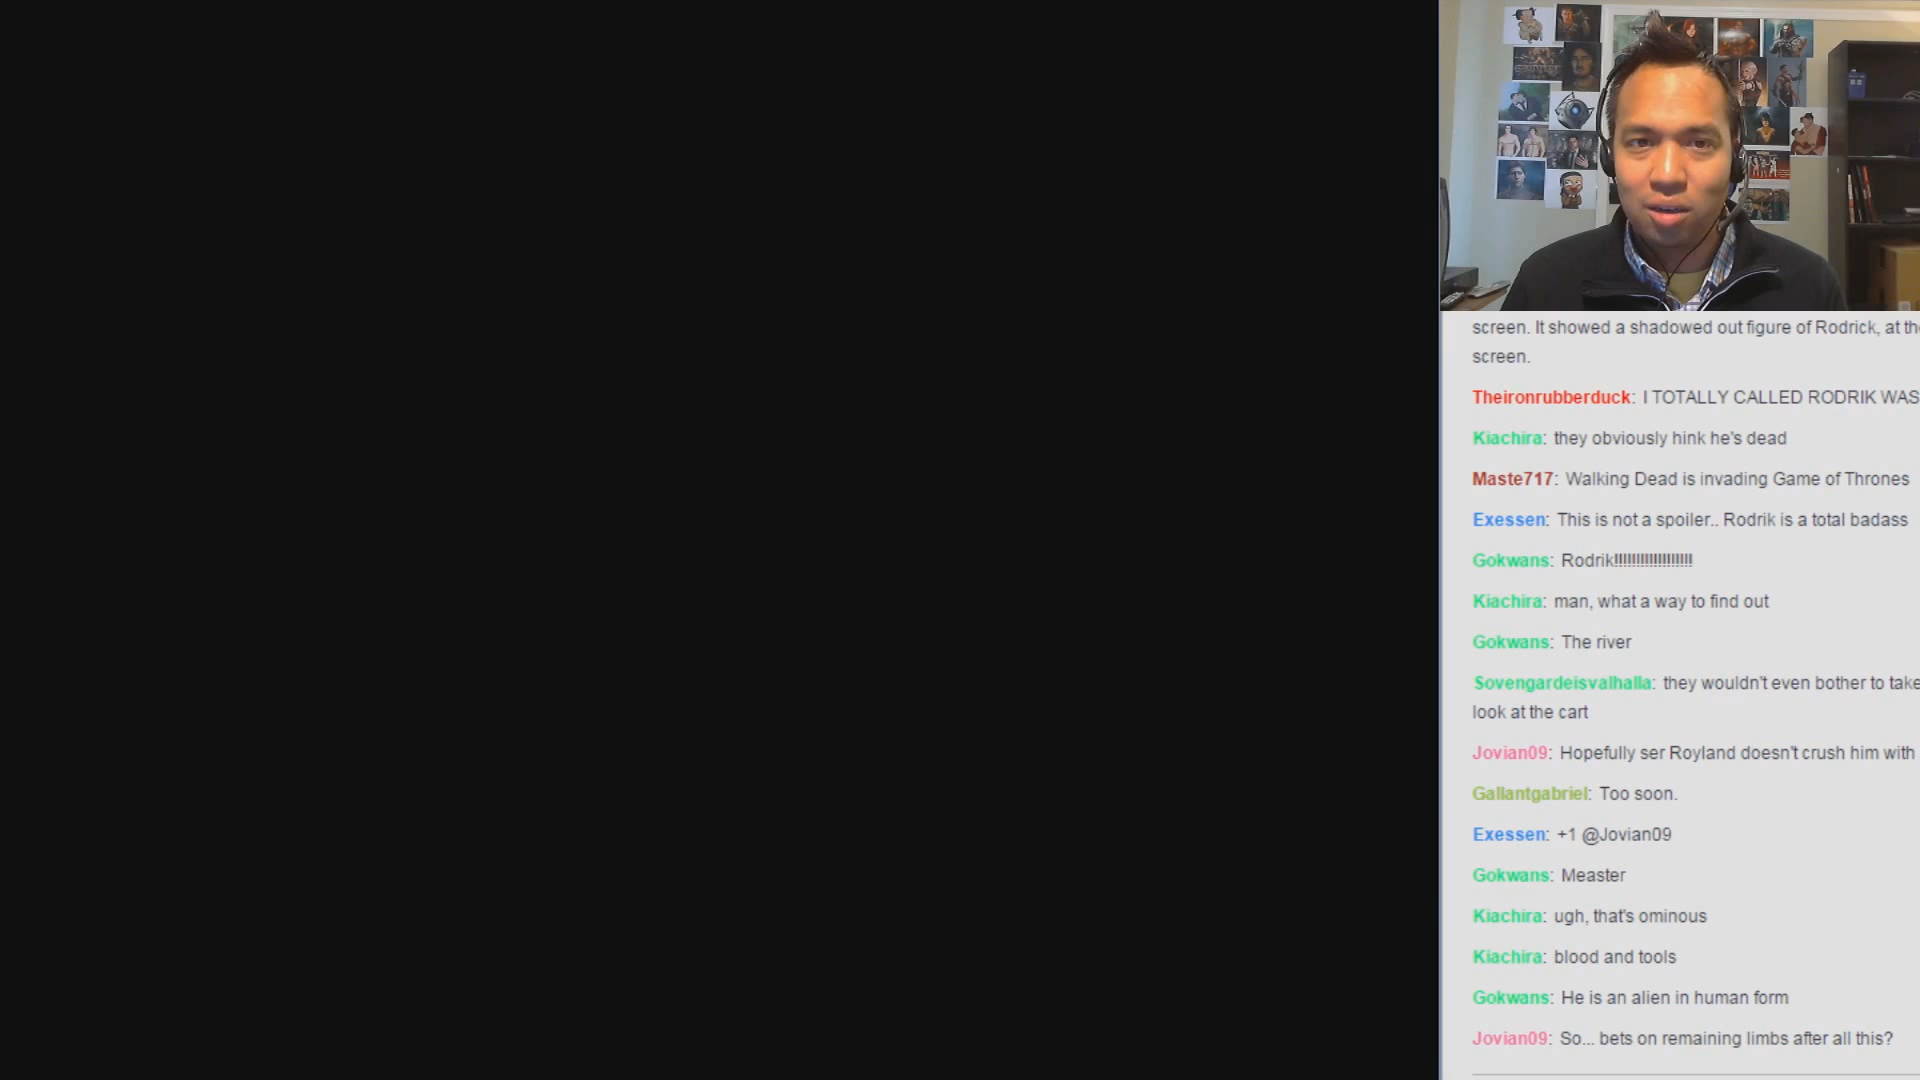 screen. It showed a shadowed out figure of Rodrick, at
screen.
Theironrubberduck: I TOTALLY CALLED RODRIK WAS
Kiachira: they obviously hink he's dead
Maste717: Walking Dead is invading Game of Thrones
Exessen: This is not a spoiler.. Rodrik is a total badass
Gokwans: Rodrik!!!!!!!!!!!!!!!!!!
Kiachira: man, what a way to find out
Gokwans: The river
Sovengardeisvalhalla: they wouldn't even bother to take
look at the cart
Jovian09: Hopefully ser Royland doesn't crush him with
Gallantgabriel: Too soon.
Exessen: +1 @Jovian09
Gokwans: Measter
Kiachira: ugh, that's ominous
Kiachira: blood and tools
Gokwans: He is an alien in human form
Jovian09: So... bets on remaining limbs after all this?